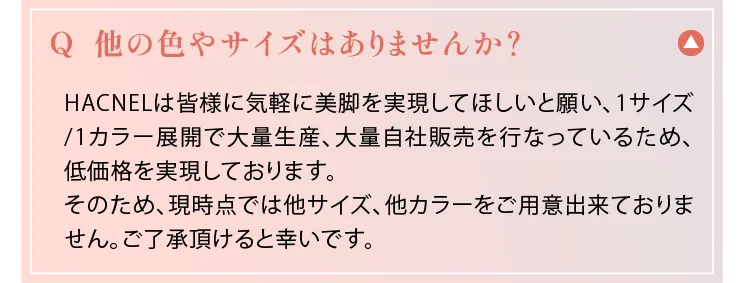 Q 他の色やサイズはありませんか？
HACNELは皆様に気軽に美脚を実現してほしいと願い、1サイズ
/1カラー展開で大量生産、大量自社販売を行なっているため、
低価格を実現しております。
そのため、現時点では他サイズ、他カラーをご用意出来ておりま
せん。ご了承頂けると幸いです。